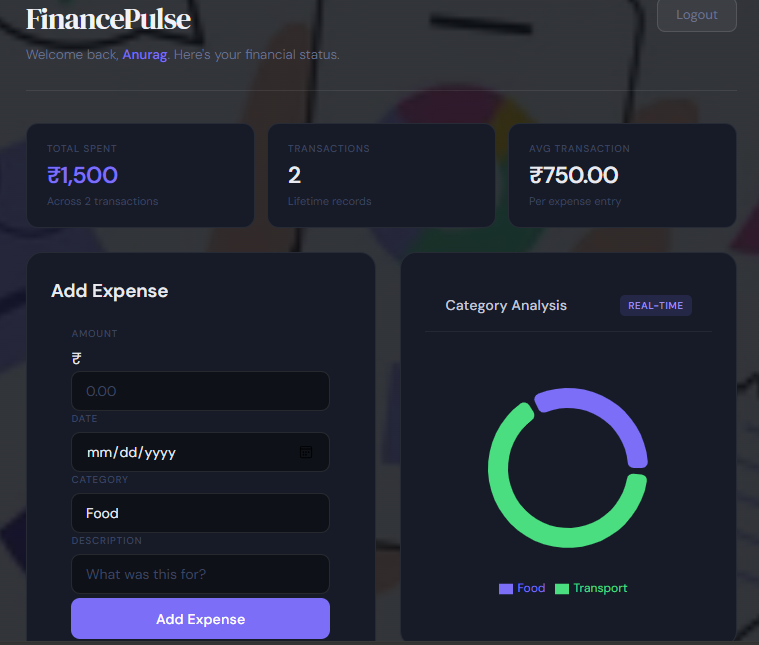 FinancePulse
Logout
Welcome back, Anurag. Here's your financial status.
TOTAL SPENT
₹1,500
Across 2 transactions
TRANSACTIONS
2
Lifetime records
AVG TRANSACTION
₹750.00
Per expense entry
Add Expense
AMOUNT
₹
0.00
DATE
mm/dd/yyyy
CATEGORY
Food
DESCRIPTION
What was this for?
Add Expense
Category Analysis
REAL-TIME
Food
Transport